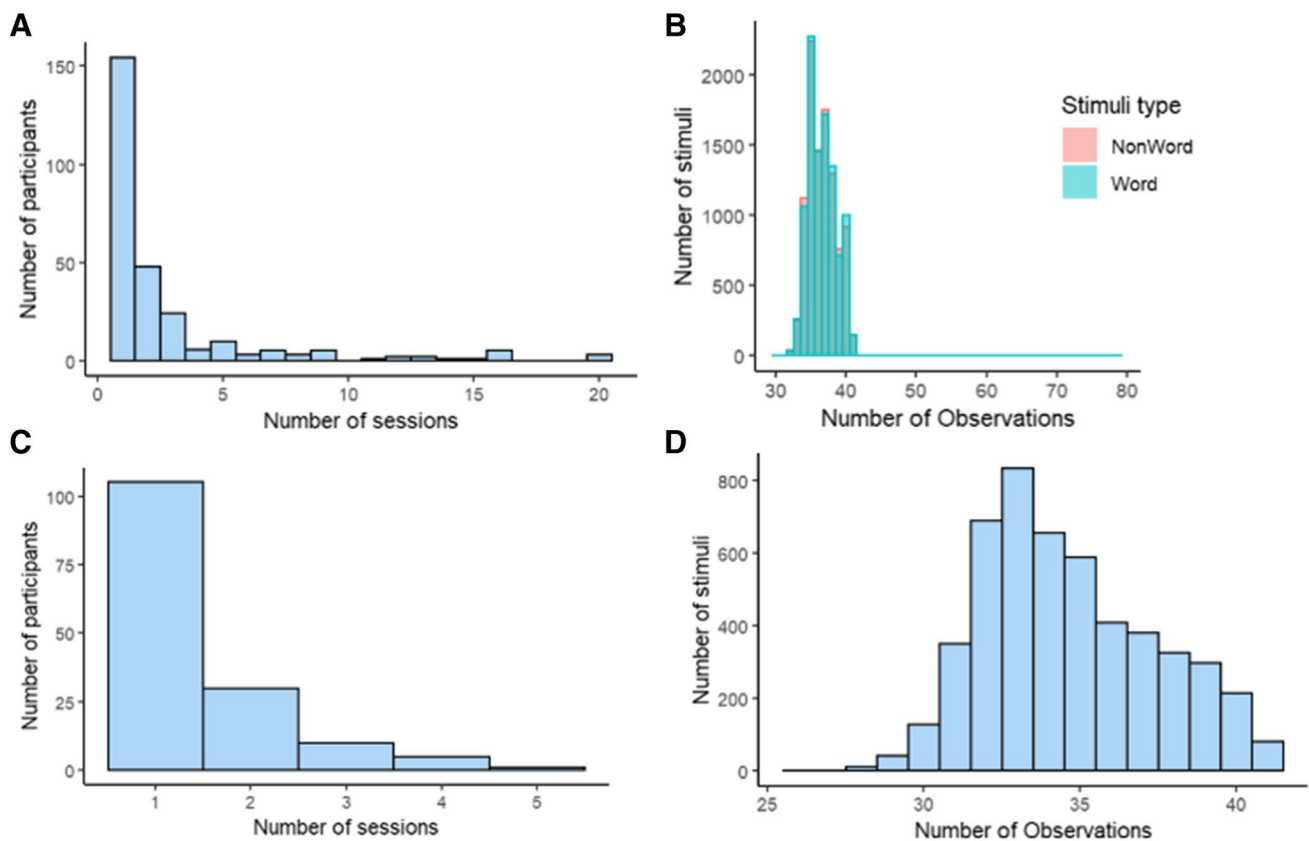 A
Number of participants
150
100
50
0
0 5 10 15 20
Number of sessions
B
Number of stimuli
2000
1500
1000
500
0
30 40 50 60 70 80
Number of Observations
Stimuli type
NonWord
Word
C
Number of participants
100
75
50
25
0
1 2 3 4 5
Number of sessions
D
Number of stimuli
800
600
400
200
0
25 30 35 40
Number of Observations